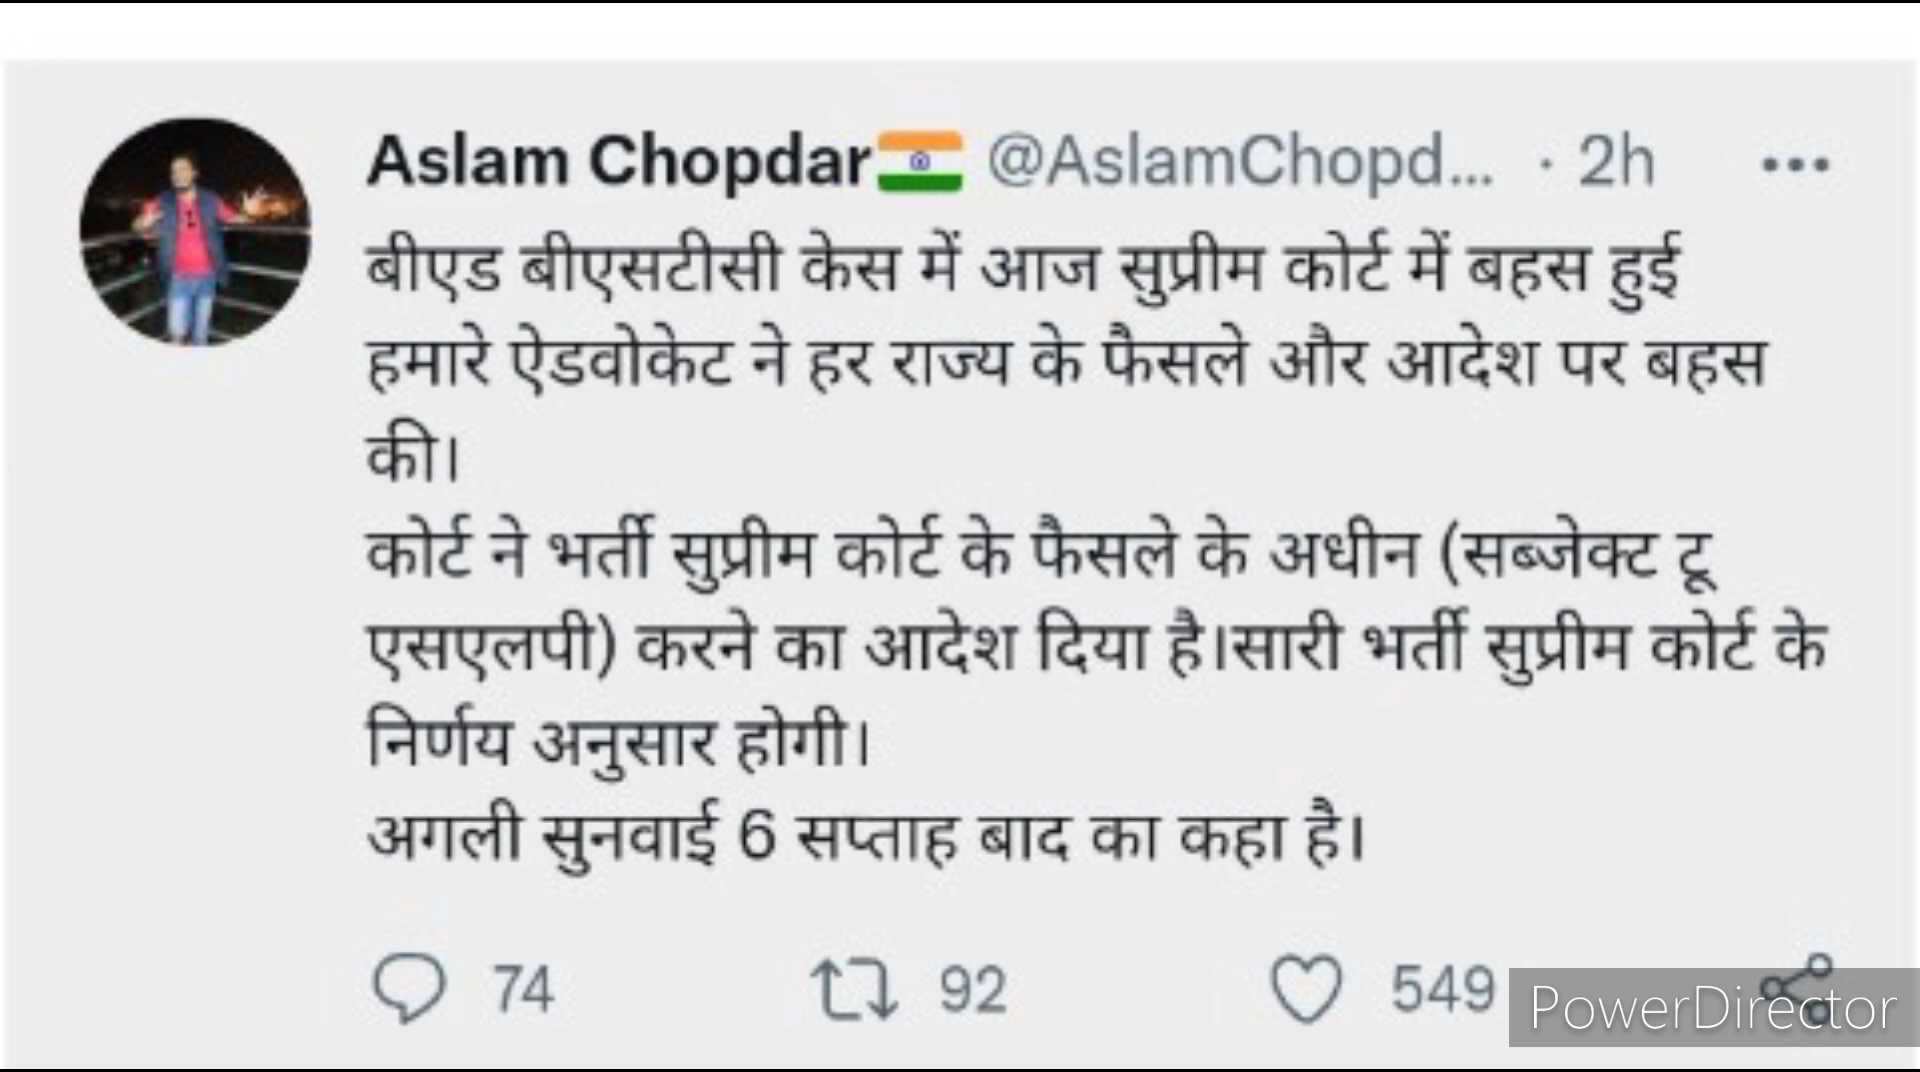 Aslam Chopdar🇮🇳 @AslamChopd... · 2h
बीएड बीएसटीसी केस में आज सुप्रीम कोर्ट में बहस हुई
हमारे ऐडवोकेट ने हर राज्य के फैसले और आदेश पर बहस
की।
कोर्ट ने भर्ती सुप्रीम कोर्ट के फैसले के अधीन (सब्जेक्ट टू
एसएलपी) करने का आदेश दिया है।सारी भर्ती सुप्रीम कोर्ट के
निर्णय अनुसार होगी।
अगली सुनवाई 6 सप्ताह बाद का कहा है।
74 92 549
PowerDirector